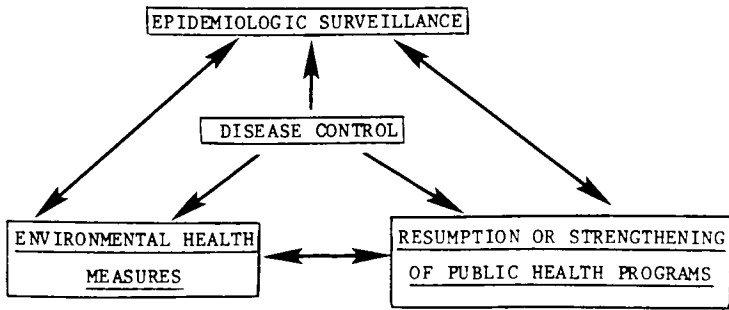 EPIDEMIOLOGIC SURVEILLANCE
DISEASE CONTROL
ENVIRONMENTAL HEALTH
MEASURES
RESUMPTION OR STRENGTHENING
OF PUBLIC HEALTH PROGRAMS